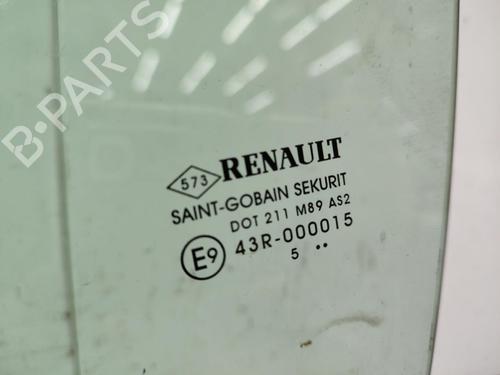 B-PARTS
573 RENAULT
SAINT-GOBAIN SEKURIT
DOT 211 M89 AS2
E9 43R-000015
5 ..